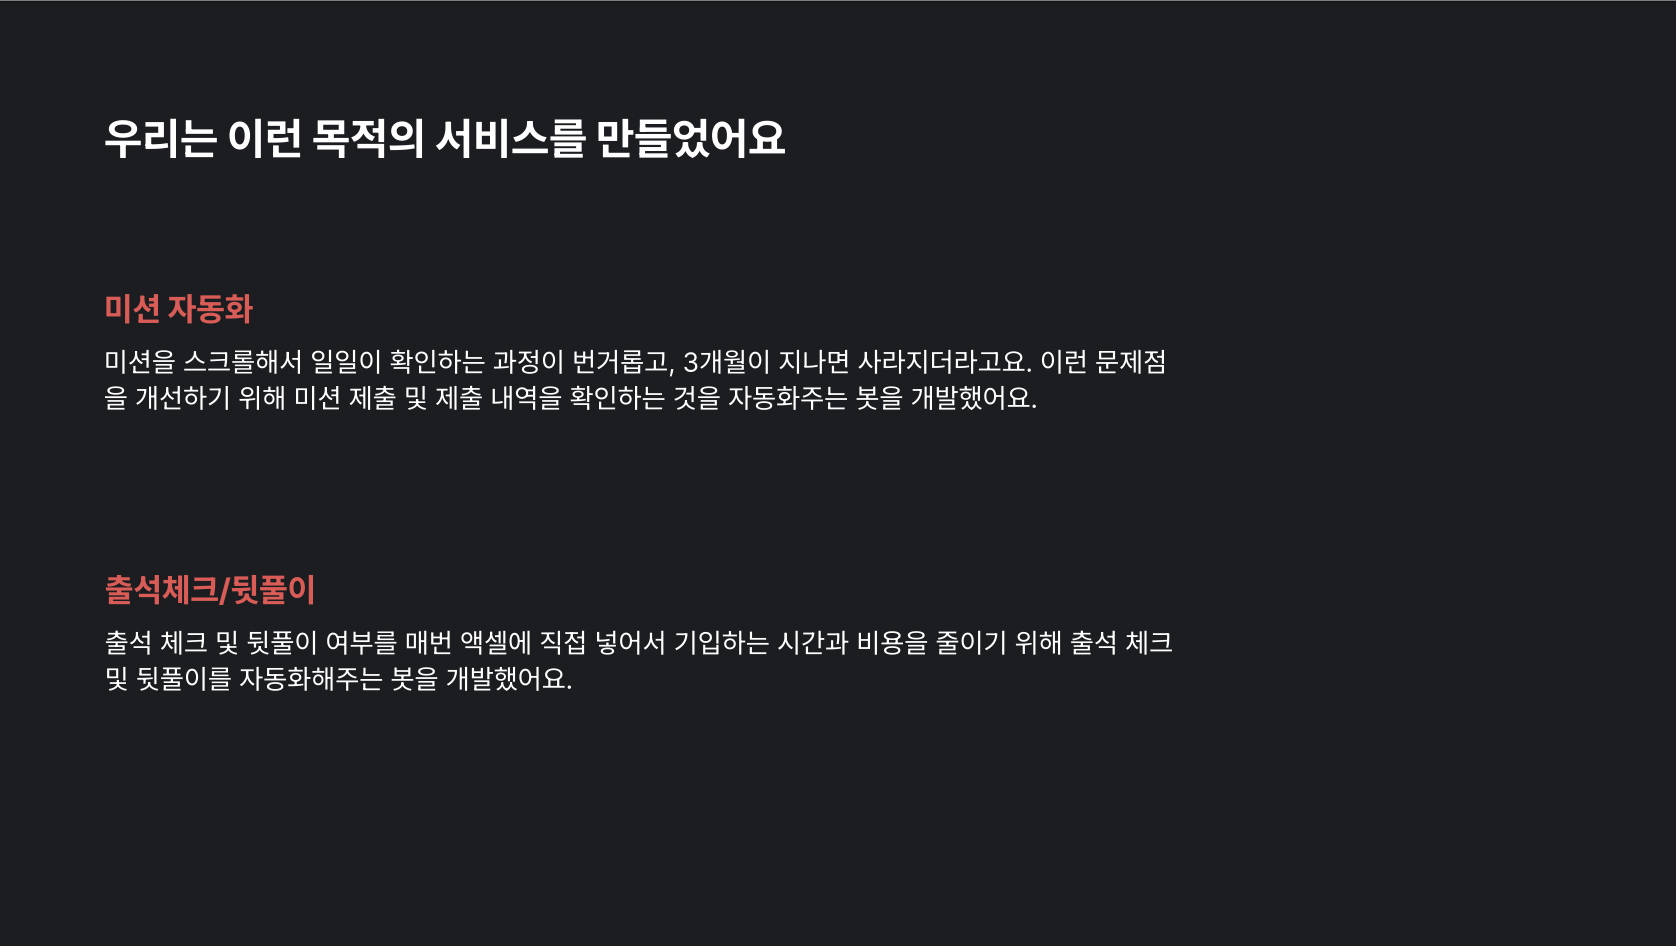 우리는 이런 목적의 서비스를 만들었어요
미션 자동화
미션을 스크롤해서 일일이 확인하는 과정이 번거롭고, 3개월이 지나면 사라지더라고요. 이런 문제점
을 개선하기 위해 미션 제출 및 제출 내역을 확인하는 것을 자동화주는 봇을 개발했어요.
출석체크/뒷풀이
출석 체크 및 뒷풀이 여부를 매번 액셀에 직접 넣어서 기입하는 시간과 비용을 줄이기 위해 출석 체크
및 뒷풀이를 자동화해주는 봇을 개발했어요.